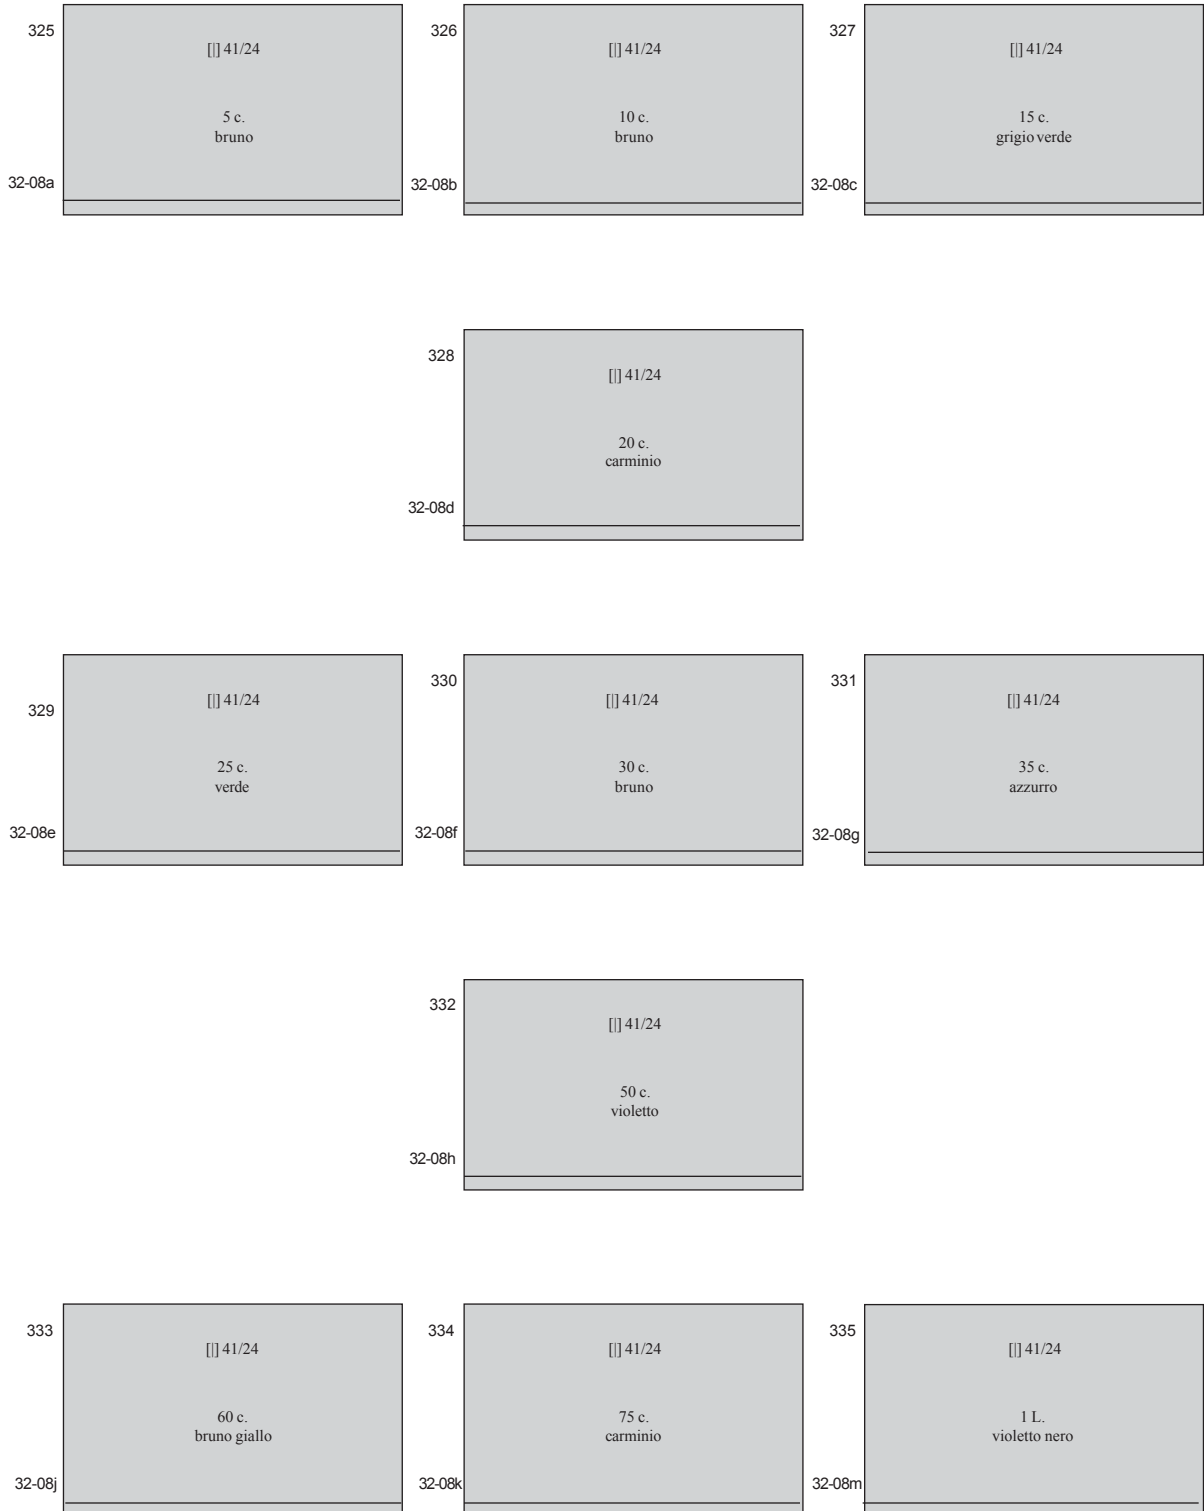 325
[|] 41/24
5 c.
bruno
32-08a
326
[|] 41/24
10 c.
bruno
32-08b
327
[|] 41/24
15 c.
grigio verde
32-08c
328
[|] 41/24
20 c.
carminio
32-08d
329
[|] 41/24
25 c.
verde
32-08e
330
[|] 41/24
30 c.
bruno
32-08f
331
[|] 41/24
35 c.
azzurro
32-08g
332
[|] 41/24
50 c.
violetto
32-08h
333
[|] 41/24
60 c.
bruno giallo
32-08j
334
[|] 41/24
75 c.
carminio
32-08k
335
[|] 41/24
1 L.
violetto nero
32-08m